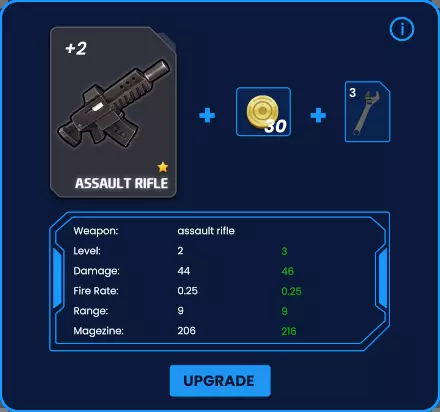 +2
i
30
3
ASSAULT RIFLE
Weapon: assault rifle
Level: 2 3
Damage: 44 46
Fire Rate: 0.25 0.25
Range: 9 9
Magezine: 206 216
UPGRADE